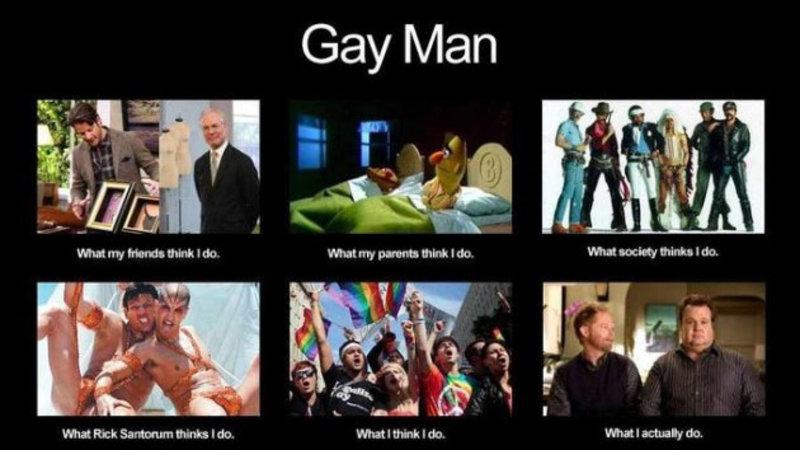 Gay Man
What my friends think I do.
What my parents think I do.
What society thinks I do.
What Rick Santorum thinks I do.
What I think I do.
What I actually do.